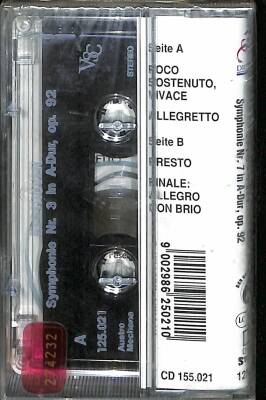 Seite A
POCO
SOSTENUTO,
VIVACE
ALLEGRETTO
Seite B
PRESTO
FINALE:
ALLEGRO
CON BRIO
9 002986 250210
CD 155.021
Symphonie Nr. 7 in A-Dur, op. 92
V&C
STEREO
Symphonie Nr. 3 in A-Dur, op. 92
A
125.021
Austro
Mechana
274232